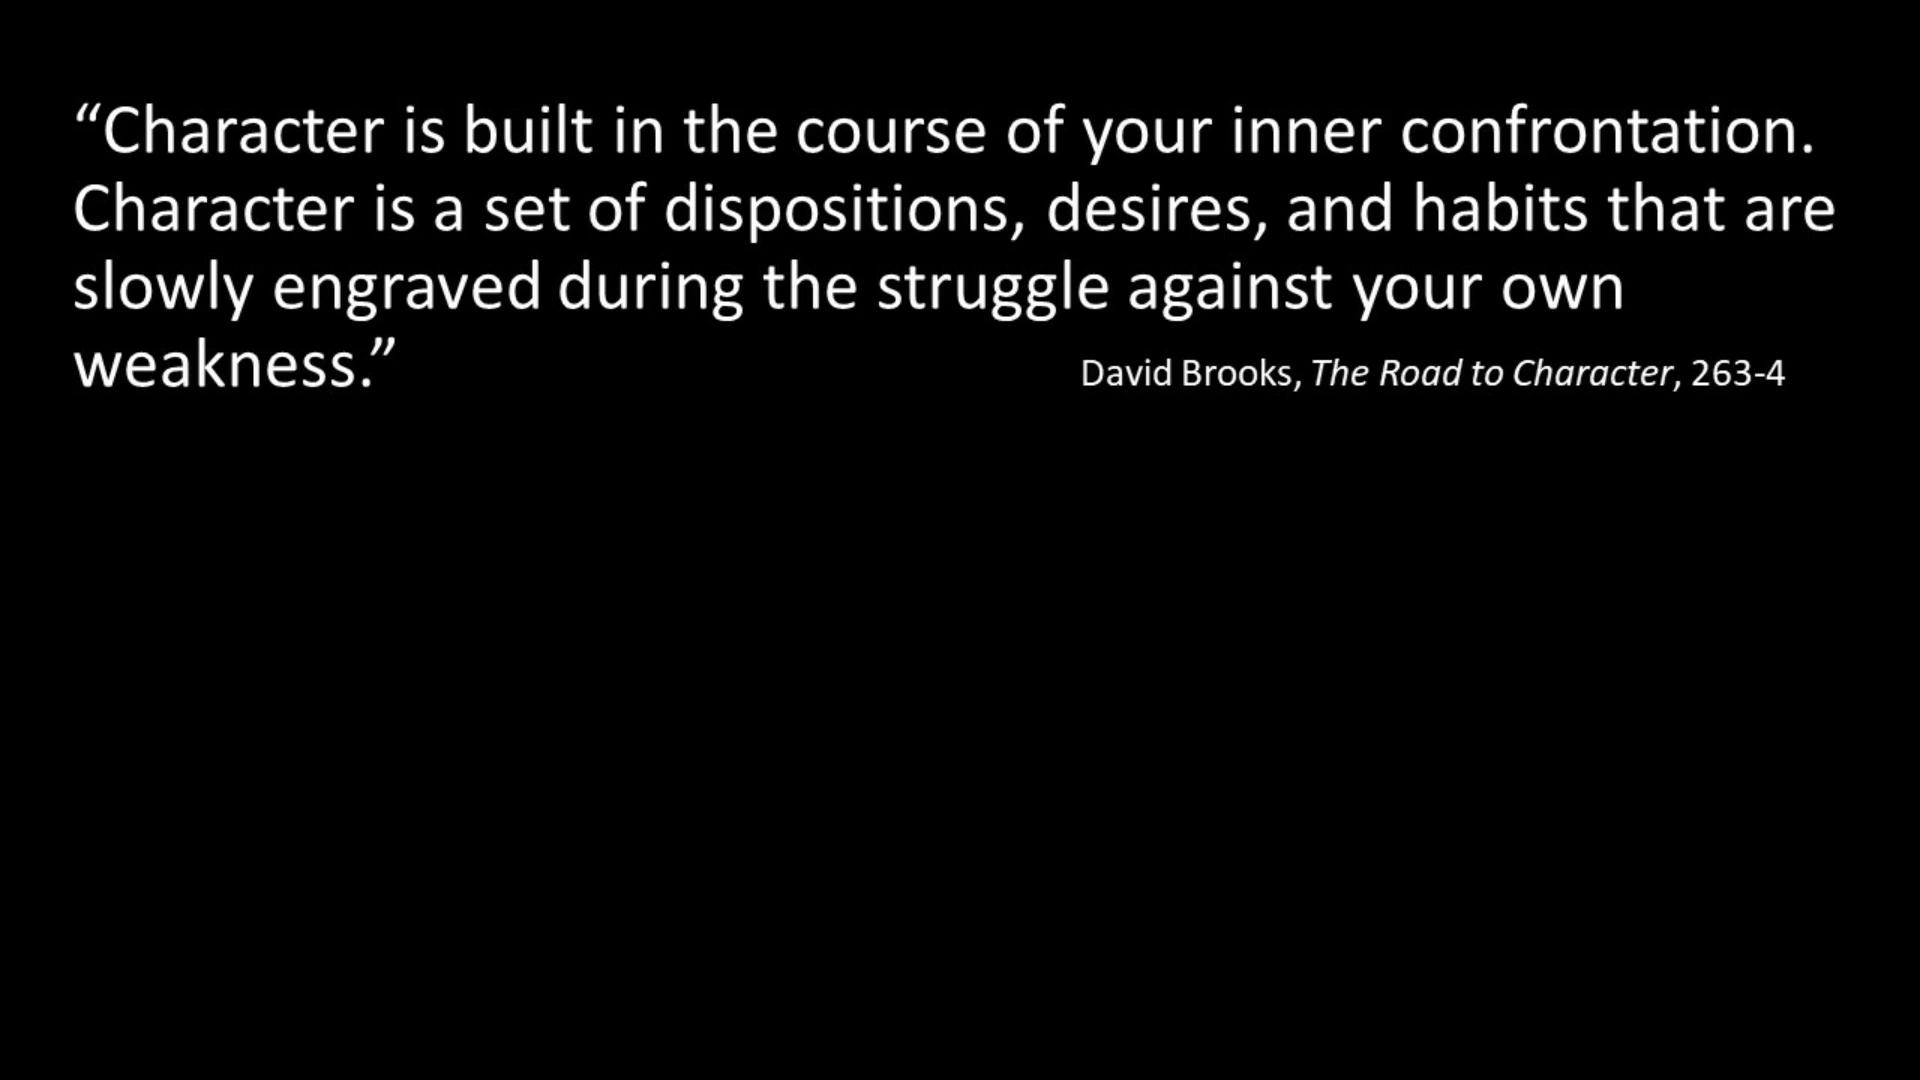 “Character is built in the course of your inner confrontation.
Character is a set of dispositions, desires, and habits that are
slowly engraved during the struggle against your own
weakness.”
David Brooks, The Road to Character, 263-4